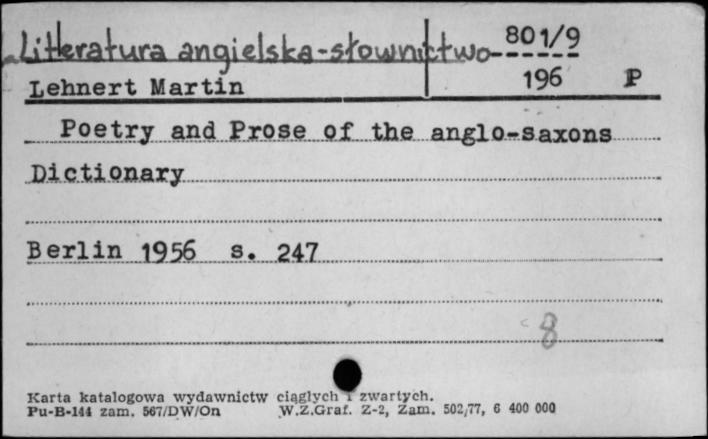 Litteratura angielska-słownictwo 801/9
Lehnert Martin 196 P
Poetry and Prose of the anglo-saxons
Dictionary
Berlin 1956 s. 247
8
Karta katalogowa wydawnictw ciągłych i zwartych.
Pu-B-144 zam. 567/DW/On W.Z.Graf. Z-2, Zam. 502/77, 6 400 000